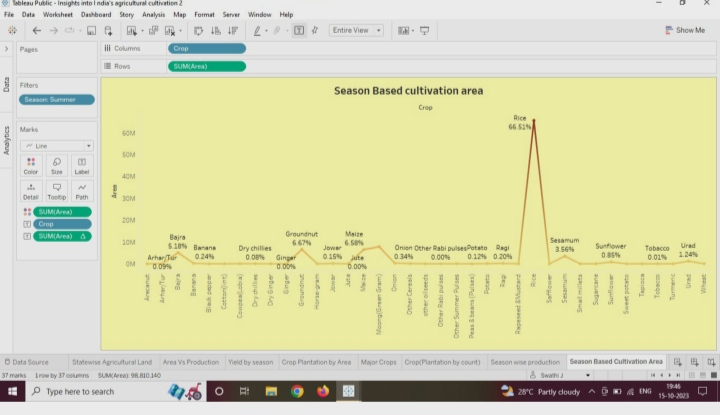 Tableau Public - Insights into India's agricultural cultivation 2
File Data Worksheet Dashboard Story Analysis Map Format Server Window Help
Entire View
Show Me
Pages
Columns
Crop
Rows
SUM(Area)
Data
Analytics
Filters
Season: Summer
Marks
Line
Color Size Label
Detail Tooltip Path
SUM(Area)
Crop
SUM(Area)
Season Based cultivation area
Crop
Area
60M
50M
40M
30M
20M
10M
0M
Arhar/Tur
0.09%
Bajra
5.18%
Banana
0.24%
Dry chillies
0.08%
Ginger
0.00%
Groundnut
6.67%
Jowar
0.15%
Maize
6.58%
Jute
0.00%
Onion
0.34%
Other Rabi pulses
0.00%
Potato
0.12%
Ragi
0.20%
Rice
66.51%
Sesamum
3.56%
Sunflower
0.85%
Tobacco
0.01%
Urad
1.24%
Arecanut
Arhar/Tur
Bajra
Banana
Black pepper
Cotton(lint)
Cowpea(Lobia)
Dry chillies
Dry Ginger
Ginger
Groundnut
Horse-gram
Jowar
Jute
Maize
Moong(Green Gram)
Onion
Other Cereals
other oilseeds
Other Rabi pulses
Other Summer Pulses
Peas & beans (Pulses)
Potato
Ragi
Rapeseed &Mustard
Rice
Safflower
Sesamum
Small millets
Sugarcane
Sunflower
Sweet potato
Tapioca
Tobacco
Turmeric
Urad
Wheat
Data Source
Statewise Agricultural Land
Area Vs Production
Yield by season
Crop Plantation by Area
Major Crops
Crop(Plantation by count)
Season wise production
Season Based Cultivation Area
37 marks 1 row by 37 columns SUM(Area): 98,810,140
Swathi J
Type here to search
28°C Partly cloudy
ENG
19:46
15-10-2023